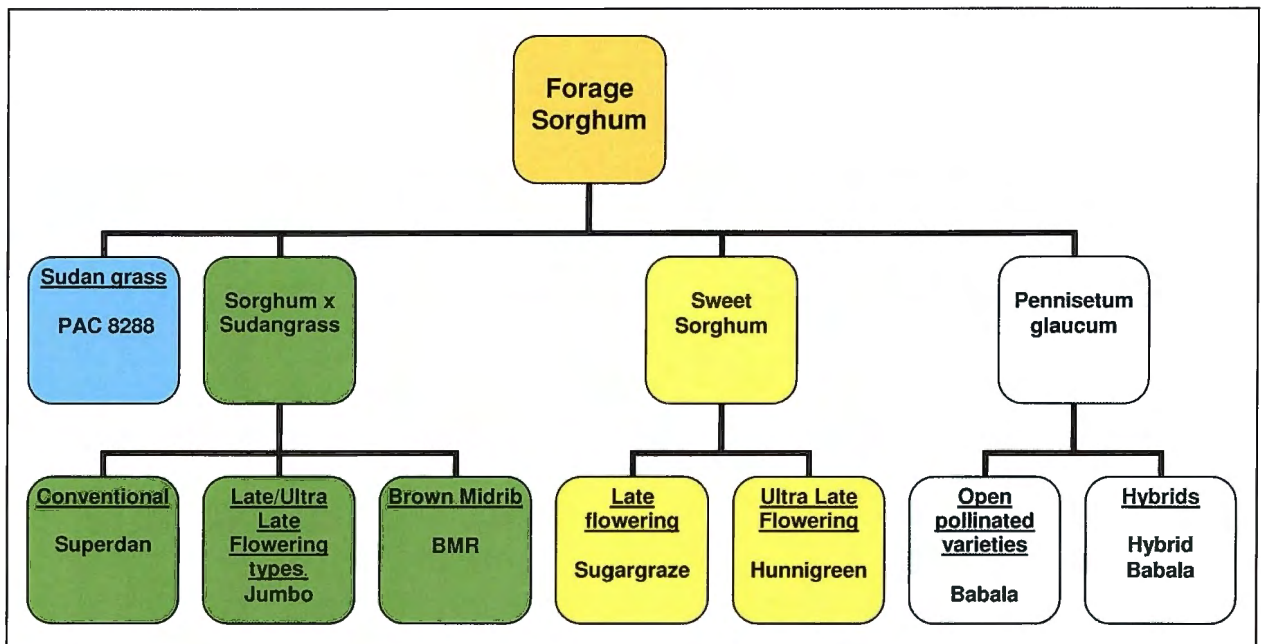 Forage
Sorghum
Sudan grass
PAC 8288
Sorghum x
Sudangrass
Sweet
Sorghum
Pennisetum
glaucum
Conventional
Superdan
Late/Ultra
Late
Flowering
types.
Jumbo
Brown Midrib
BMR
Late
flowering
Sugargraze
Ultra Late
Flowering
Hunnigreen
Open
pollinated
varieties
Babala
Hybrids
Hybrid
Babala